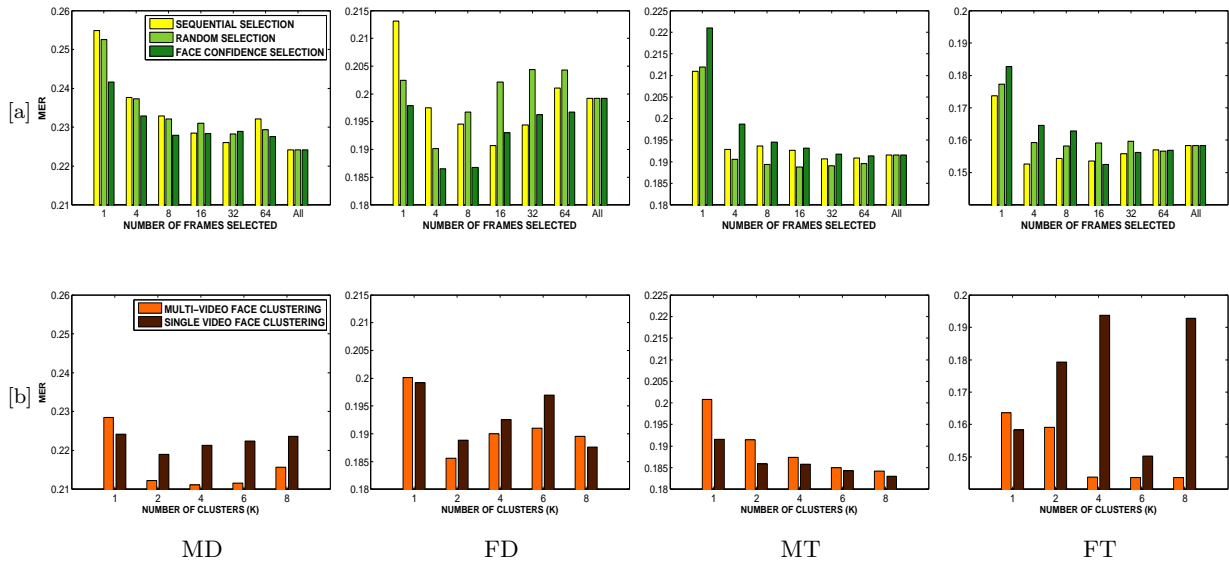 [a]
MER
0.26
0.25
0.24
0.23
0.22
0.21
SEQUENTIAL SELECTION
RANDOM SELECTION
FACE CONFIDENCE SELECTION
1 4 8 16 32 64 All
NUMBER OF FRAMES SELECTED
0.215
0.21
0.205
0.2
0.195
0.19
0.185
0.18
1 4 8 16 32 64 All
NUMBER OF FRAMES SELECTED
0.225
0.22
0.215
0.21
0.205
0.2
0.195
0.19
0.185
0.18
1 4 8 16 32 64 All
NUMBER OF FRAMES SELECTED
0.2
0.19
0.18
0.17
0.16
0.15
1 4 8 16 32 64 All
NUMBER OF FRAMES SELECTED
[b]
MER
0.26
0.25
0.24
0.23
0.22
0.21
MULTI−VIDEO FACE CLUSTERING
SINGLE VIDEO FACE CLUSTERING
1 2 4 6 8
NUMBER OF CLUSTERS (K)
0.215
0.21
0.205
0.2
0.195
0.19
0.185
0.18
1 2 4 6 8
NUMBER OF CLUSTERS (K)
0.225
0.22
0.215
0.21
0.205
0.2
0.195
0.19
0.185
0.18
1 2 4 6 8
NUMBER OF CLUSTERS (K)
0.2
0.19
0.18
0.17
0.16
0.15
1 2 4 6 8
NUMBER OF CLUSTERS (K)
MD FD MT FT